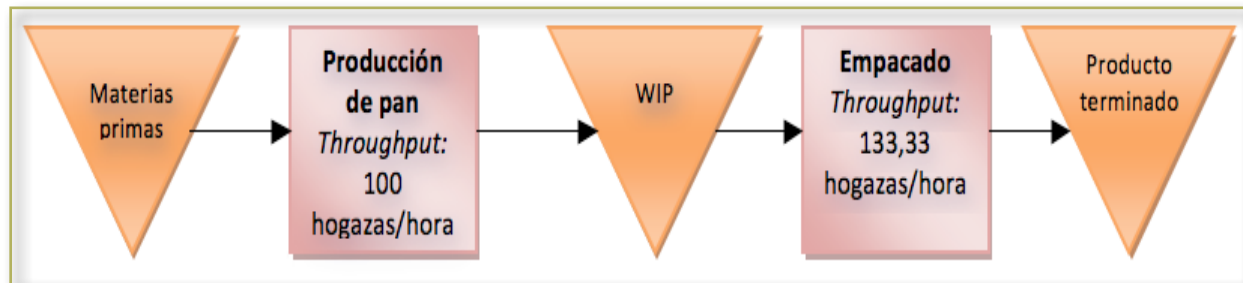 Materias
primas
Producción
de pan
Throughput:
100
hogazas/hora
WIP
Empacado
Throughput:
133,33
hogazas/hora
Producto
terminado